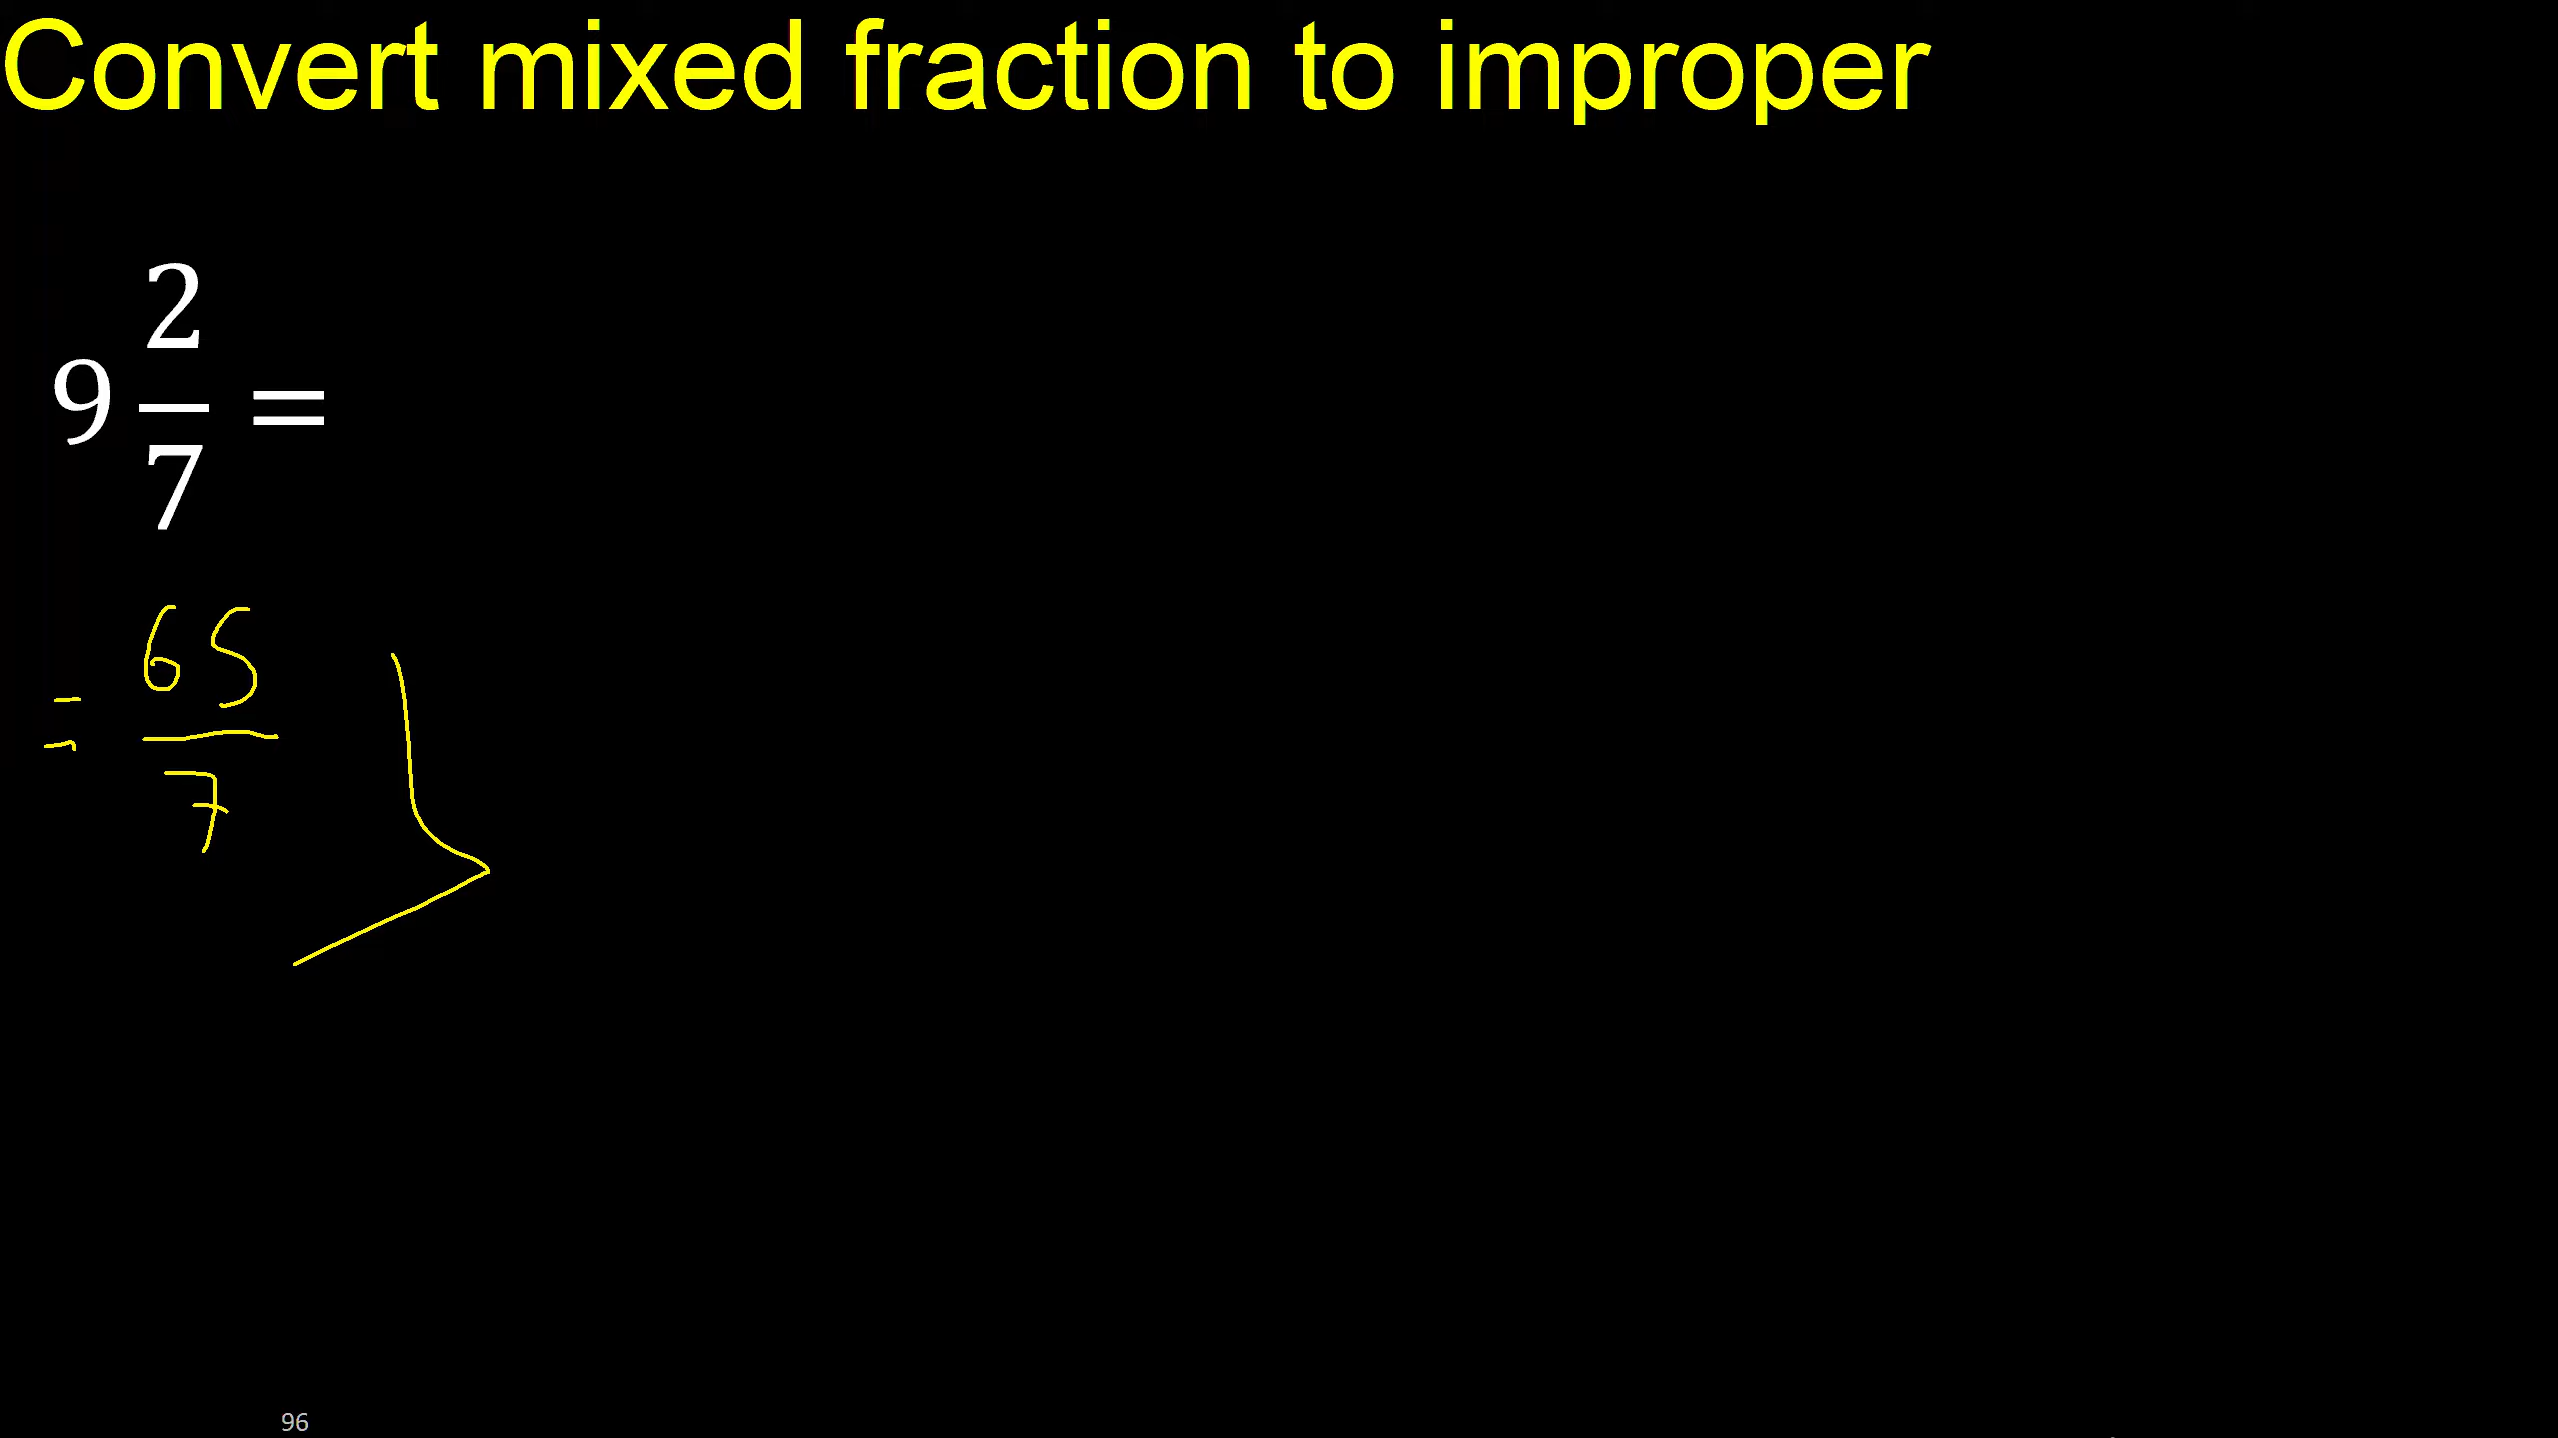 Convert mixed fraction to improper
9 2/7 =
= 65/7
96